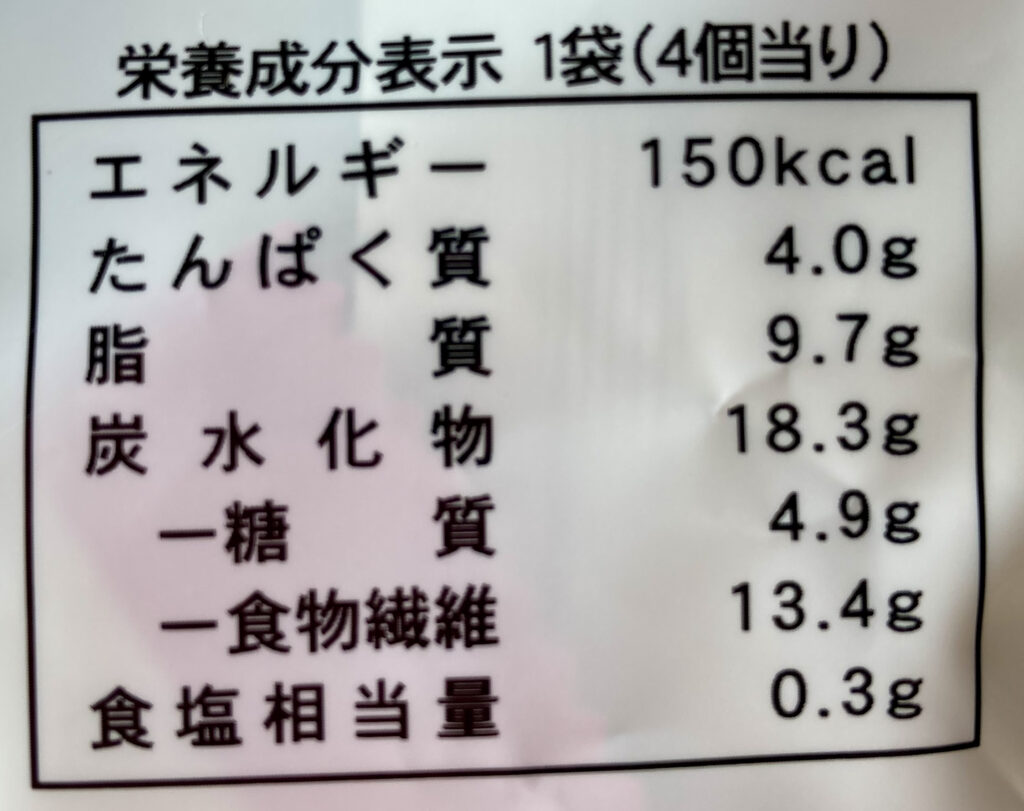 栄養成分表示 1袋(4個当り)
エネルギー 150kcal
たんぱく質 4.0g
脂質 9.7g
炭水化物 18.3g
ー糖質 4.9g
ー食物繊維 13.4g
食塩相当量 0.3g